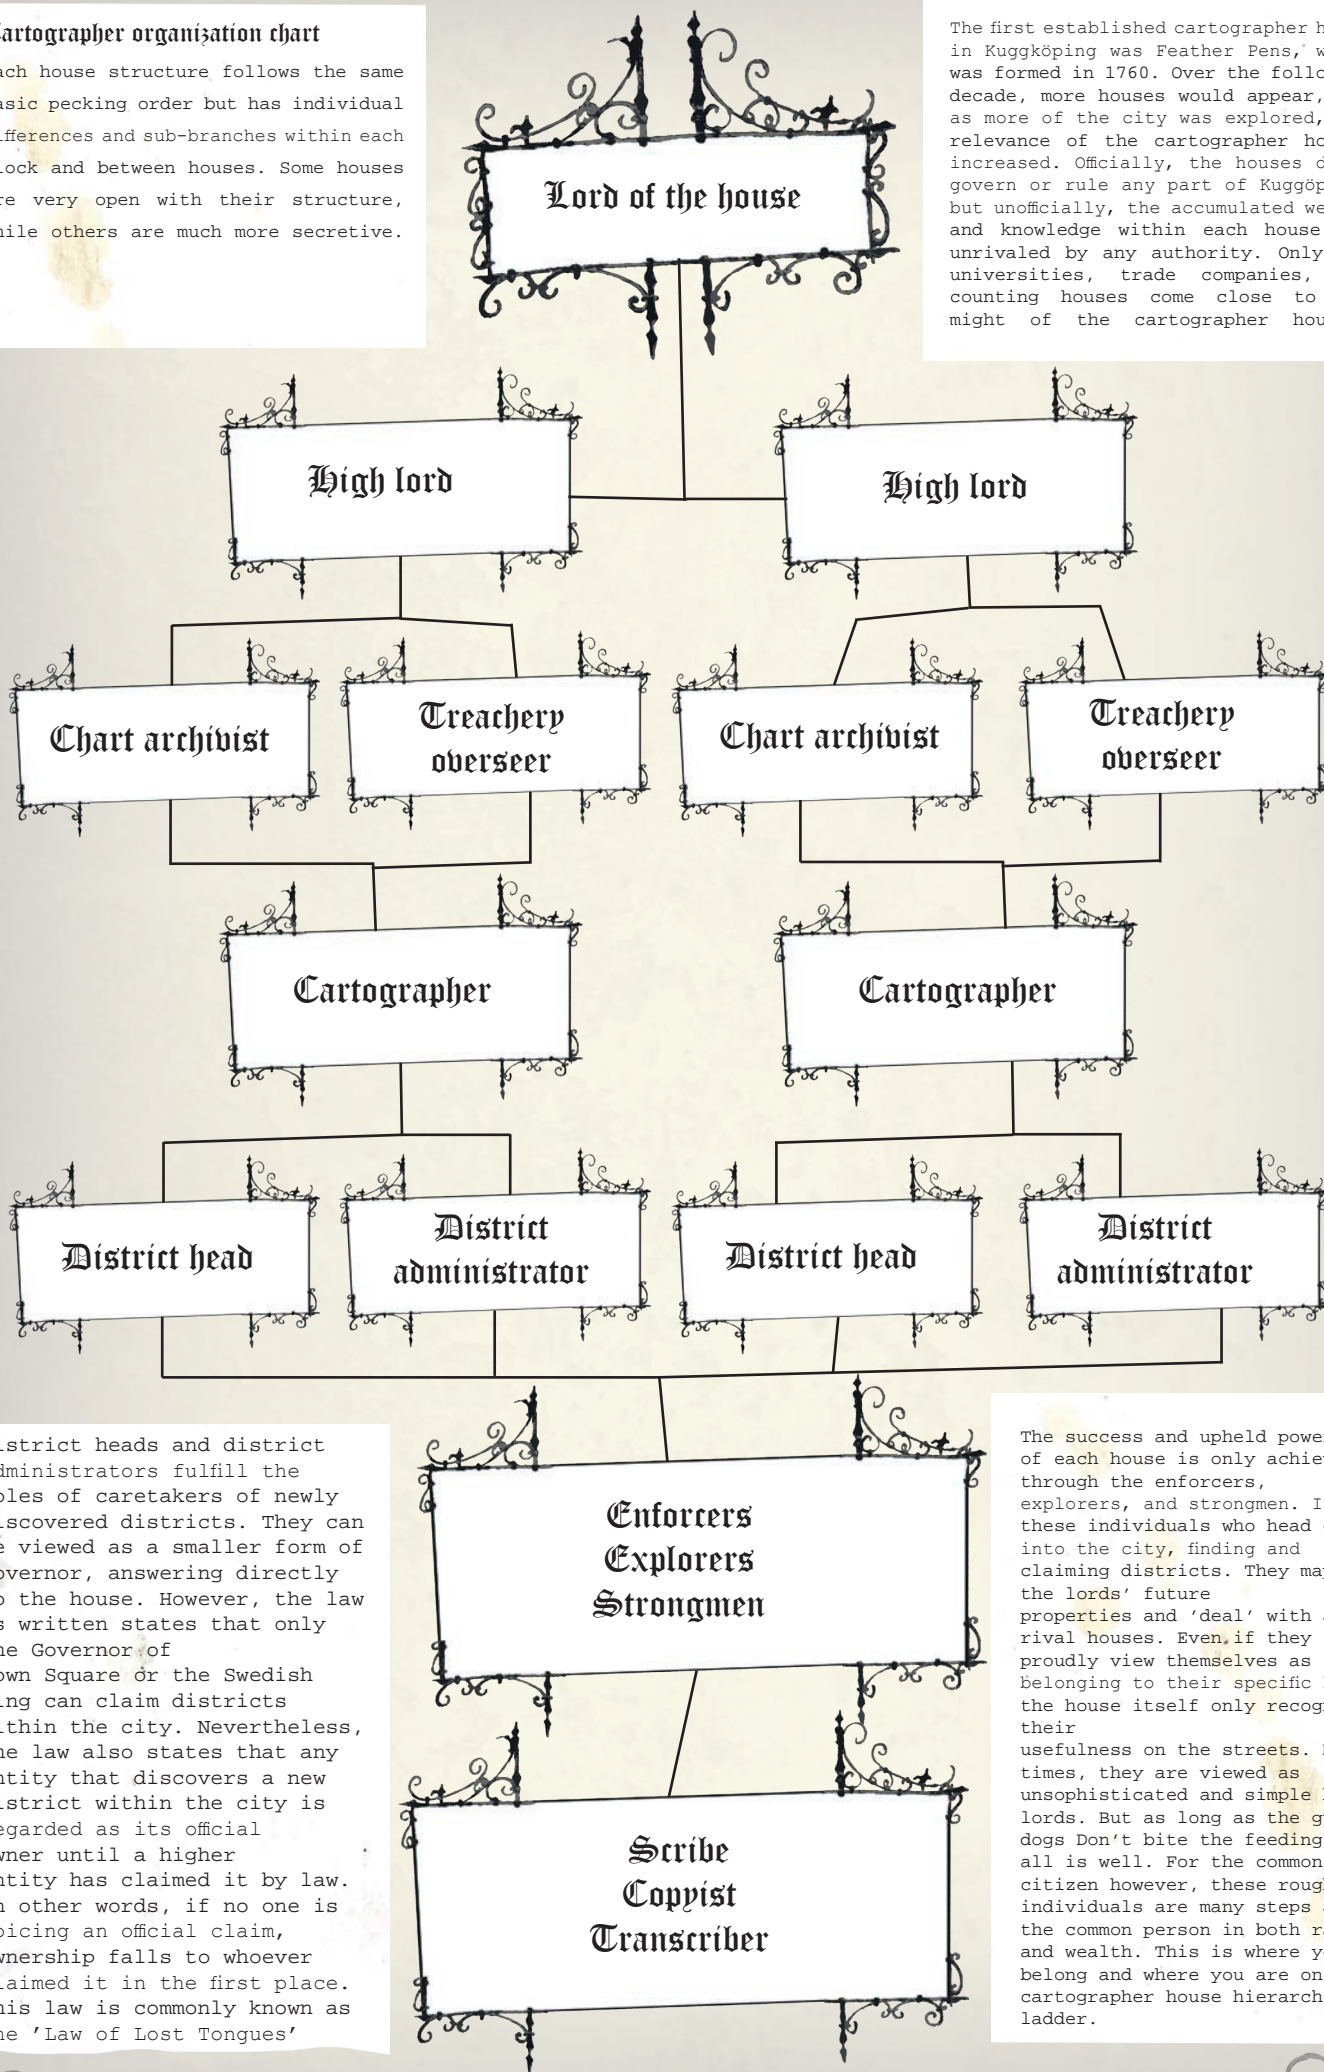 artographer organization chart
ach house structure follows the same
asic pecking order but has individual
ifferences and sub-branches within each
lock and between houses. Some houses
re very open with their structure,
hile others are much more secretive.
The first established cartographer h
in Kuggköping was Feather Pens, w
was formed in 1760. Over the follo
decade, more houses would appear,
as more of the city was explored,
relevance of the cartographer ho
increased. Officially, the houses d
govern or rule any part of Kuggöp
but unofficially, the accumulated we
and knowledge within each house
unrivaled by any authority. Only
universities, trade companies,
counting houses come close to
might of the cartographer hou
Lord of the house
High lord
High lord
Chart archivist
Treachery
overseer
Chart archivist
Treachery
overseer
Cartographer
Cartographer
District head
District
administrator
District head
District
administrator
istrict heads and district
dministrators fulfill the
oles of caretakers of newly
iscovered districts. They can
e viewed as a smaller form of
overnor, answering directly
o the house. However, the law
s written states that only
he Governor of
own Square or the Swedish
ing can claim districts
ithin the city. Nevertheless,
he law also states that any
ntity that discovers a new
istrict within the city is
egarded as its official
wner until a higher
ntity has claimed it by law.
n other words, if no one is
oicing an official claim,
wnership falls to whoever
laimed it in the first place.
his law is commonly known as
he 'Law of Lost Tongues'
Enforcers
Explorers
Strongmen
Scribe
Copyist
Transcriber
The success and upheld power
of each house is only achie
through the enforcers,
explorers, and strongmen. I
these individuals who head
into the city, finding and
claiming districts. They map
the lords' future
properties and 'deal' with
rival houses. Even if they
proudly view themselves as
belonging to their specific
the house itself only recog
their
usefulness on the streets.
times, they are viewed as
unsophisticated and simple
lords. But as long as the g
dogs Don't bite the feeding
all is well. For the common
citizen however, these roug
individuals are many steps
the common person in both r
and wealth. This is where y
belong and where you are on
cartographer house hierarch
ladder.